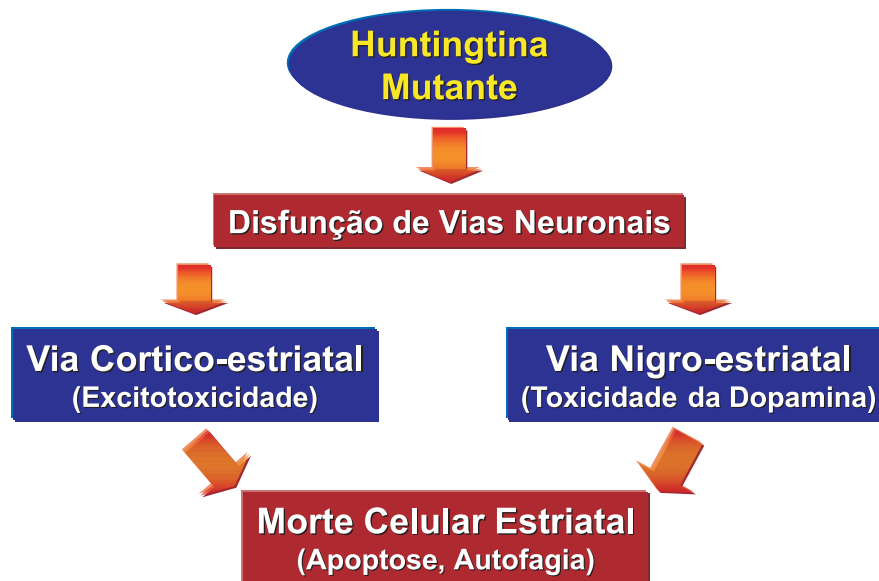 Huntingtina
Mutante
Disfunção de Vias Neuronais
Via Cortico-estriatal
(Excitotoxicidade)
Via Nigro-estriatal
(Toxicidade da Dopamina)
Morte Celular Estriatal
(Apoptose, Autofagia)